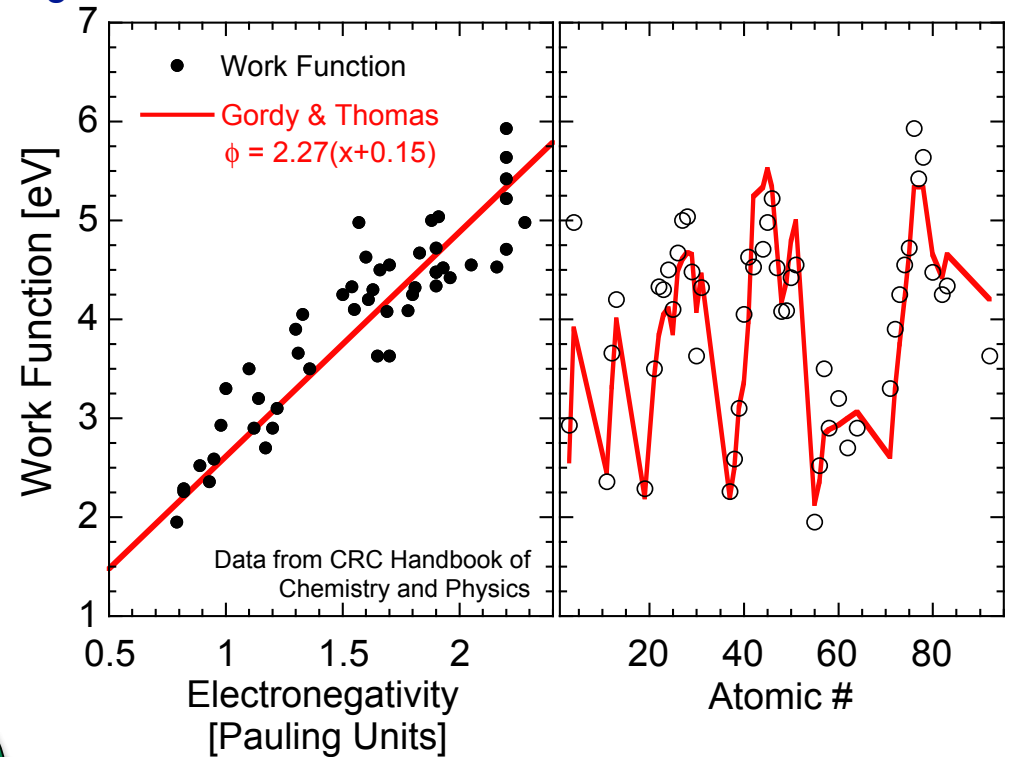 7
6
5
4
3
2
1
Work Function [eV]
Work Function
Gordy & Thomas
ϕ = 2.27(x+0.15)
Data from CRC Handbook of
Chemistry and Physics
0.5 1 1.5 2
Electronegativity
[Pauling Units]
20 40 60 80
Atomic #